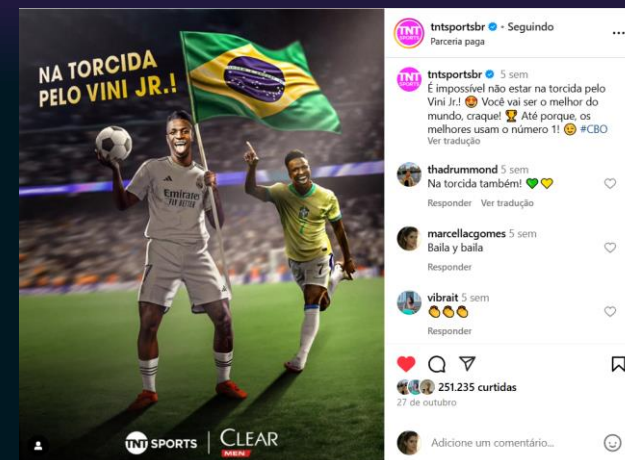 NA TORCIDA
PELO VINI JR.!
Emirates
FLY BETTER
7
7
TNT SPORTS | CLEAR
MEN
TNT
SPORTS
tntsportsbr • Seguindo
Parceria paga
TNT
SPORTS
tntsportsbr 5 sem
É impossível não estar na torcida pelo
Vini Jr.! 😍 Você vai ser o melhor do
mundo, craque! 🏆 Até porque, os
melhores usam o número 1! 😉 #CBO
Ver tradução
thadrummond 5 sem
Na torcida também! 💚💛
Responder Ver tradução
marcellacgomes 5 sem
Baila y baila
Responder
vibrait 5 sem
👏👏👏
Responder
251.235 curtidas
27 de outubro
Adicione um comentário...